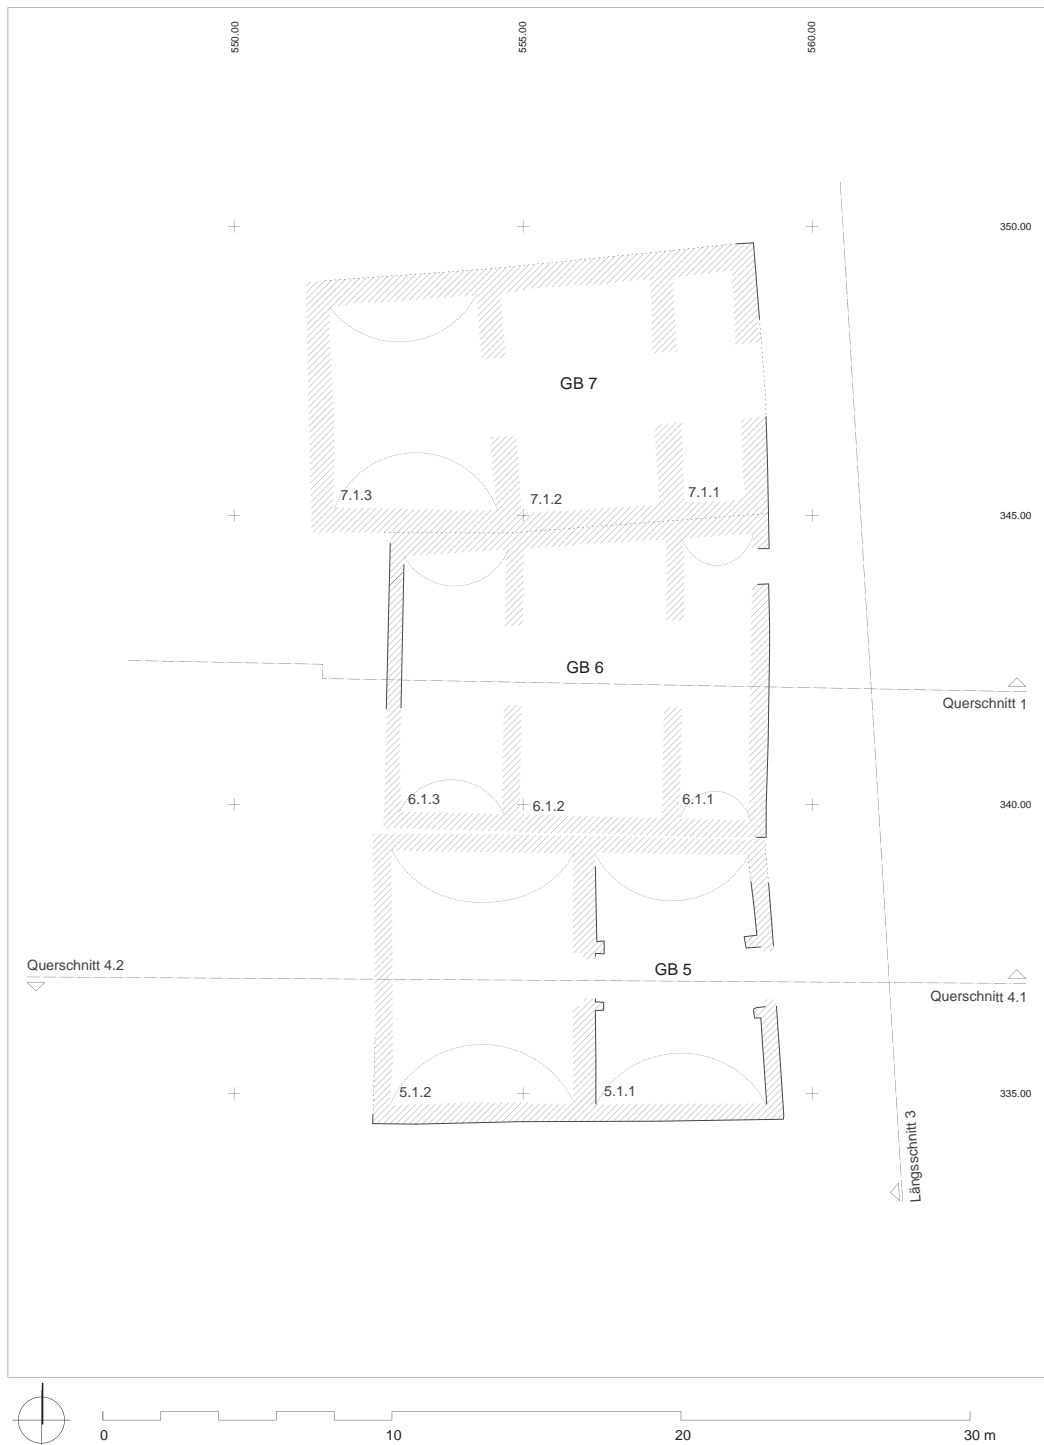 550.00
555.00
560.00
350.00
GB 7
7.1.3
7.1.2
7.1.1
345.00
GB 6
Querschnitt 1
6.1.3
6.1.2
6.1.1
340.00
Querschnitt 4.2
GB 5
Querschnitt 4.1
5.1.2
5.1.1
335.00
Längsschnitt 3
0
10
20
30 m